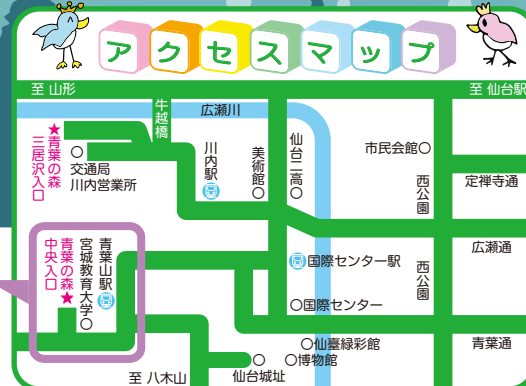 アクセスマップ
至 山形
至 仙台駅
牛越橋
広瀬川
★青葉の森
三居沢入口
交通局
川内営業所
川内駅
美術館
仙台二高
市民会館
西公園
定禅寺通
広瀬通
国際センター駅
西公園
国際センター
青葉の森★
中央入口
宮城教育大学
青葉山駅
仙臺緑彩館
博物館
仙台城址
青葉通
至 八木山